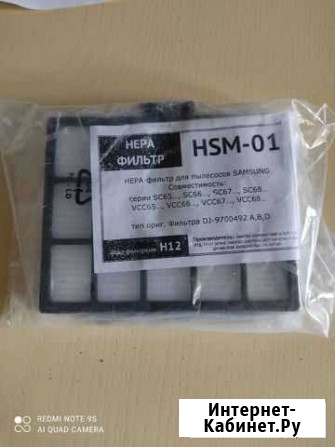 HEPA
ФИЛЬТР
HSM-01
HEPA-фильтр для пылесосов SAMSUNG
Совместимость:
серии SC65..., SC66..., SC67..., SC68...
VCC65..., VCC66..., VCC67..., VCC68...
тип ориг. Фильтра DJ-9700492 A,B,D
H12
REDMI NOTE 9S
AI QUAD CAMERA
Интернет-
Кабинет.Ру